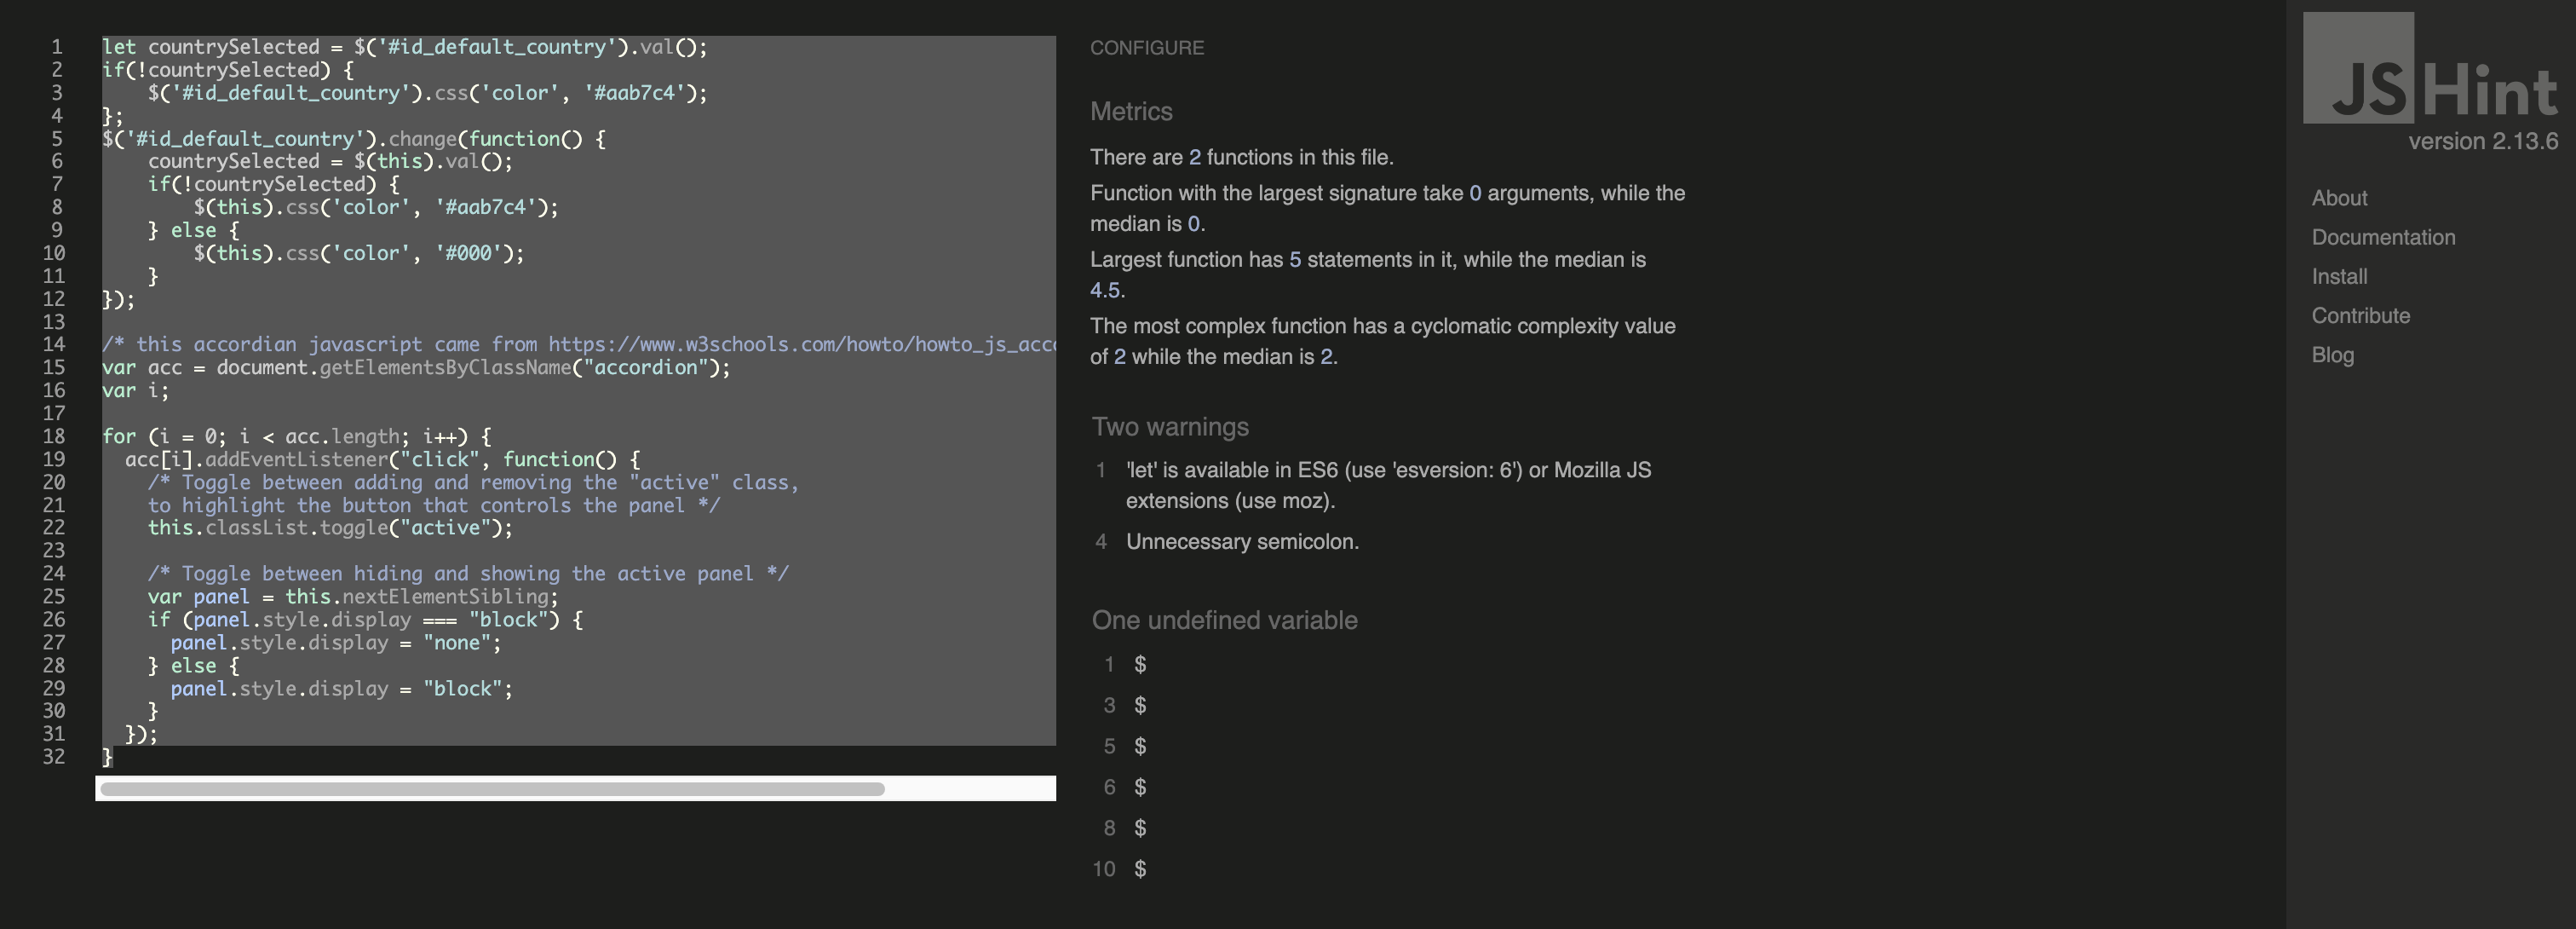 1 let countrySelected = $('#id_default_country').val();
2 if(!countrySelected) {
3 $('#id_default_country').css('color', '#aab7c4');
4 };
5 $('#id_default_country').change(function() {
6 countrySelected = $(this).val();
7 if(!countrySelected) {
8 $(this).css('color', '#aab7c4');
9 } else {
10 $(this).css('color', '#000');
11 }
12 });
13
14 /* this accordian javascript came from https://www.w3schools.com/howto/howto_js_acc
15 var acc = document.getElementsByClassName("accordion");
16 var i;
17
18 for (i = 0; i < acc.length; i++) {
19 acc[i].addEventListener("click", function() {
20 /* Toggle between adding and removing the "active" class,
21 to highlight the button that controls the panel */
22 this.classList.toggle("active");
23
24 /* Toggle between hiding and showing the active panel */
25 var panel = this.nextElementSibling;
26 if (panel.style.display === "block") {
27 panel.style.display = "none";
28 } else {
29 panel.style.display = "block";
30 }
31 });
32 }
CONFIGURE
Metrics
There are 2 functions in this file.
Function with the largest signature take 0 arguments, while the
median is 0.
Largest function has 5 statements in it, while the median is
4.5.
The most complex function has a cyclomatic complexity value
of 2 while the median is 2.
Two warnings
1 'let' is available in ES6 (use 'esversion: 6') or Mozilla JS
extensions (use moz).
4 Unnecessary semicolon.
One undefined variable
1 $
3 $
5 $
6 $
8 $
10 $
JSHint
version 2.13.6
About
Documentation
Install
Contribute
Blog